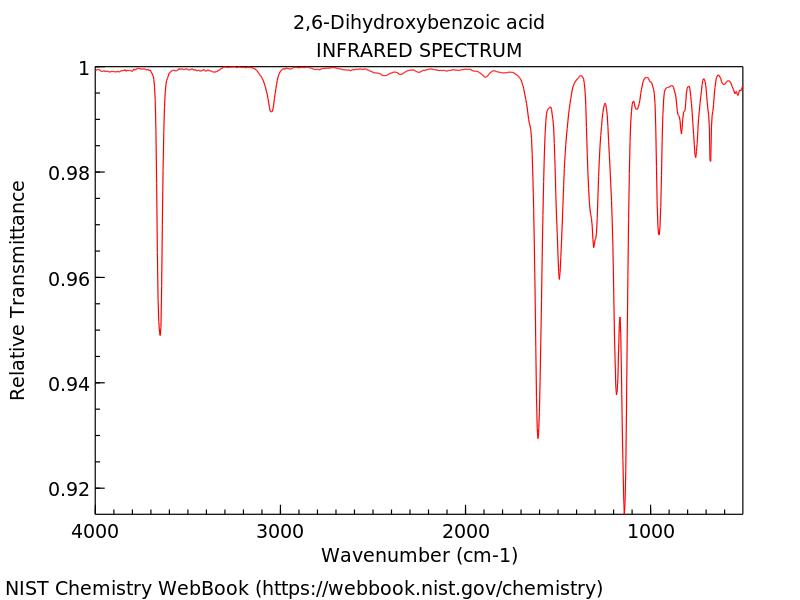 2,6-Dihydroxybenzoic acid
INFRARED SPECTRUM
1
0.98
0.96
0.94
0.92
Relative Transmittance
4000 3000 2000 1000
Wavenumber (cm-1)
NIST Chemistry WebBook (https://webbook.nist.gov/chemistry)